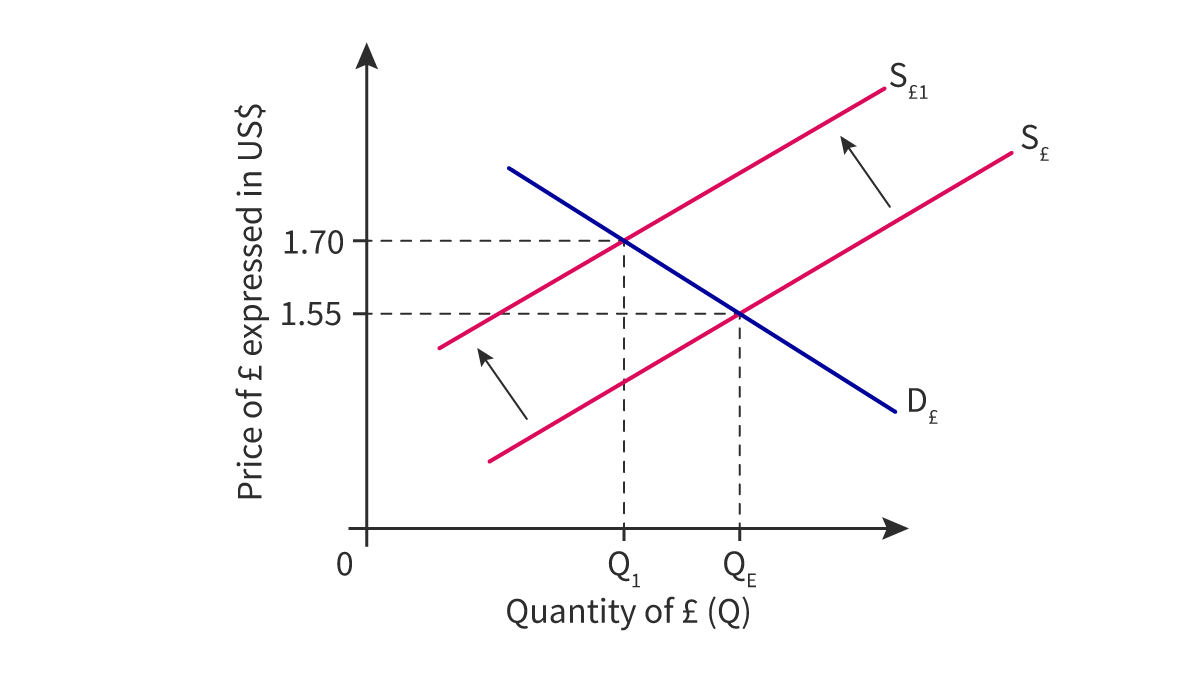 Price of £ expressed in US$
S£1
S£
1.70
1.55
D£
0
Q1
QE
Quantity of £ (Q)